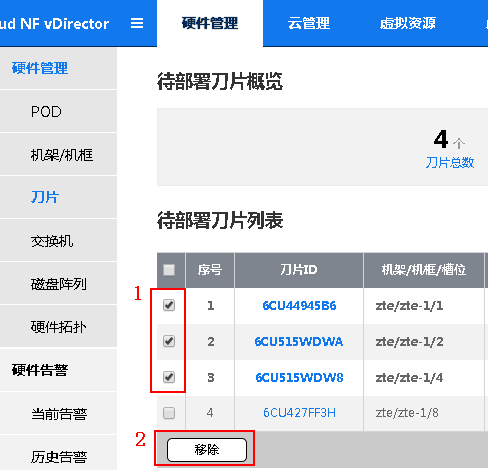 ud NF vDirector ≡ 硬件管理 云管理 虚拟资源
硬件管理
POD
机架/机框
刀片
交换机
磁盘阵列
硬件拓扑
硬件告警
当前告警
历史告警
待部署刀片概览
4 个
刀片总数
待部署刀片列表
序号 刀片ID 机架/机框/槽位
1
1 6CU44945B6 zte/zte-1/1
2 6CU515WDWA zte/zte-1/2
3 6CU515WDW8 zte/zte-1/4
4 6CU427FF3H zte/zte-1/8
2
移除